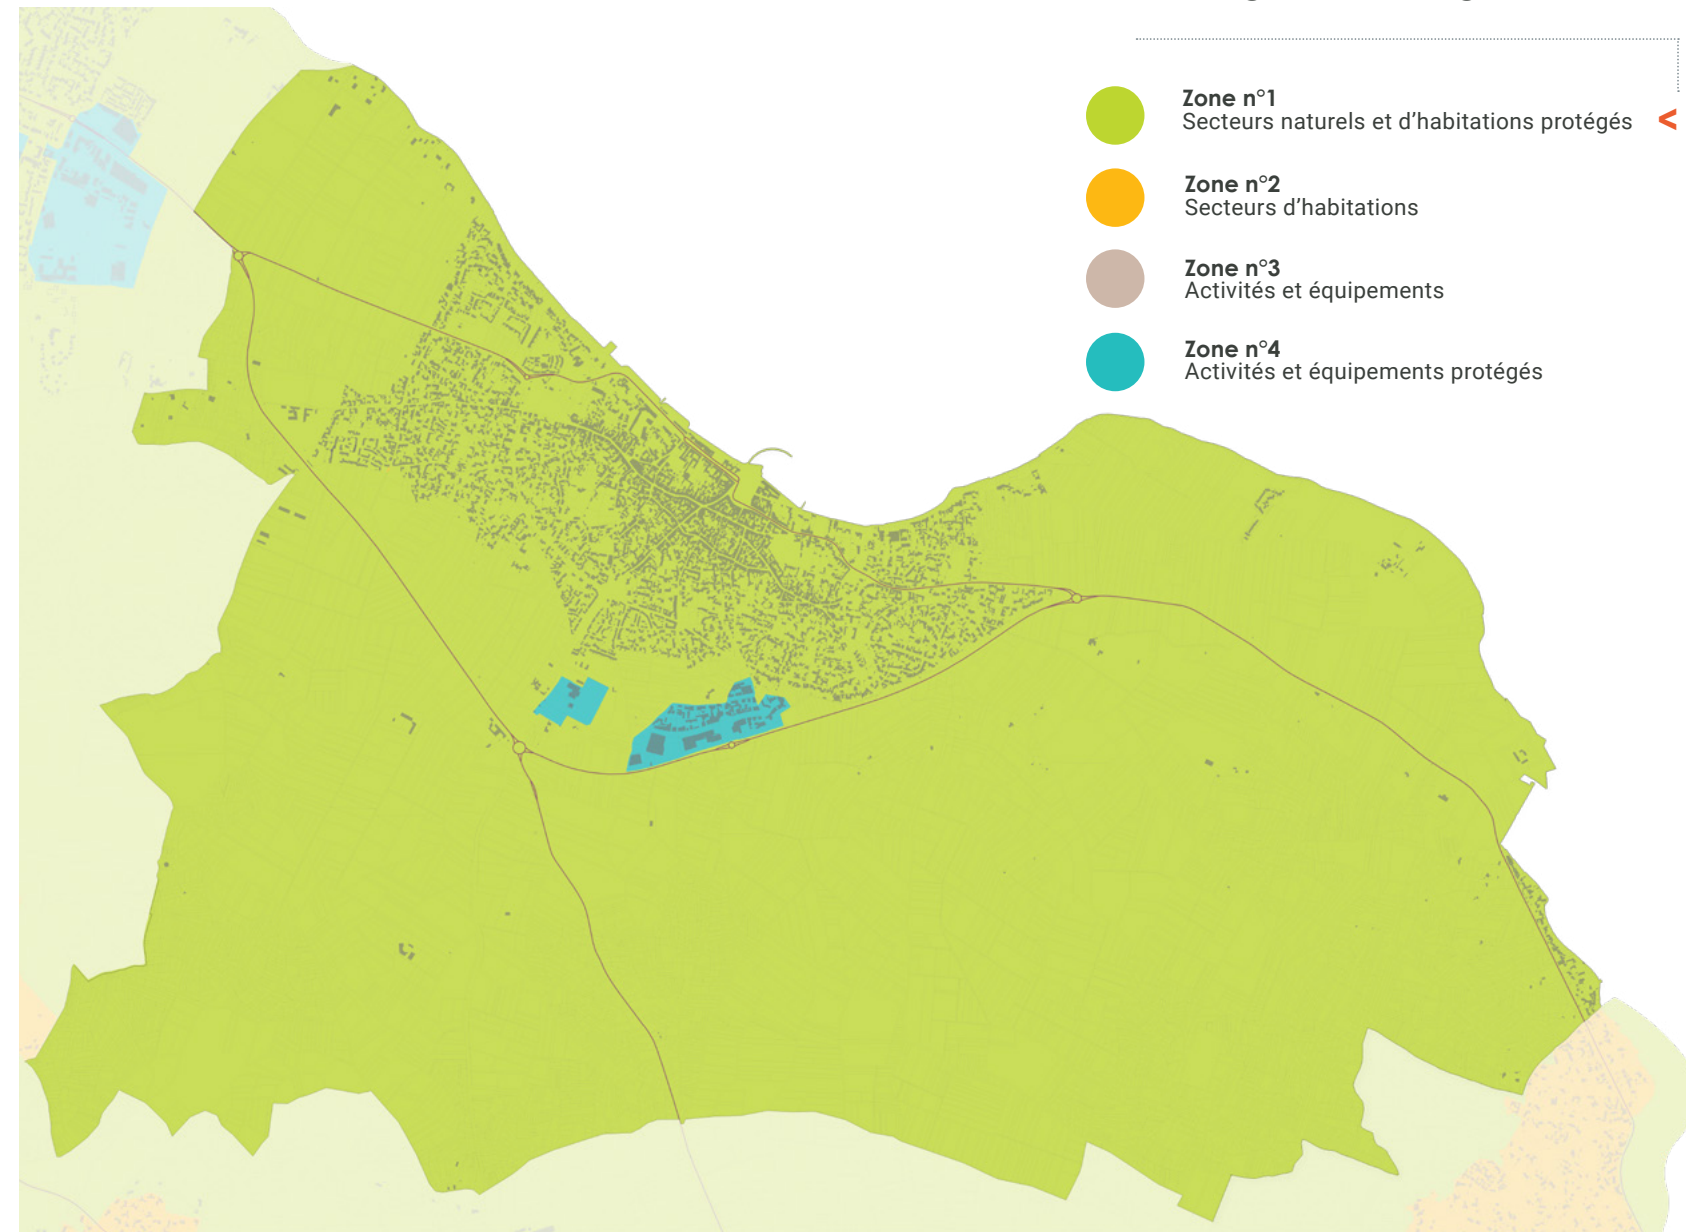 Zone n°1
Secteurs naturels et d'habitations protégés <
Zone n°2
Secteurs d'habitations
Zone n°3
Activités et équipements
Zone n°4
Activités et équipements protégés